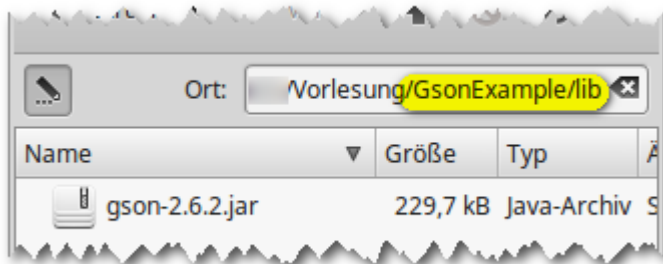 Ort: /Vorlesung/GsonExample/lib
Name Größe Typ
gson-2.6.2.jar 229,7 kB Java-Archiv